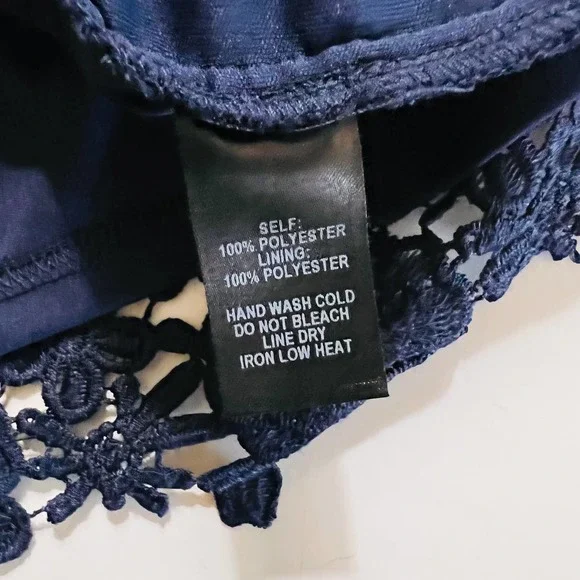 SELF:
100% POLYESTER
LINING:
100% POLYESTER
HAND WASH COLD
DO NOT BLEACH
LINE DRY
IRON LOW HEAT